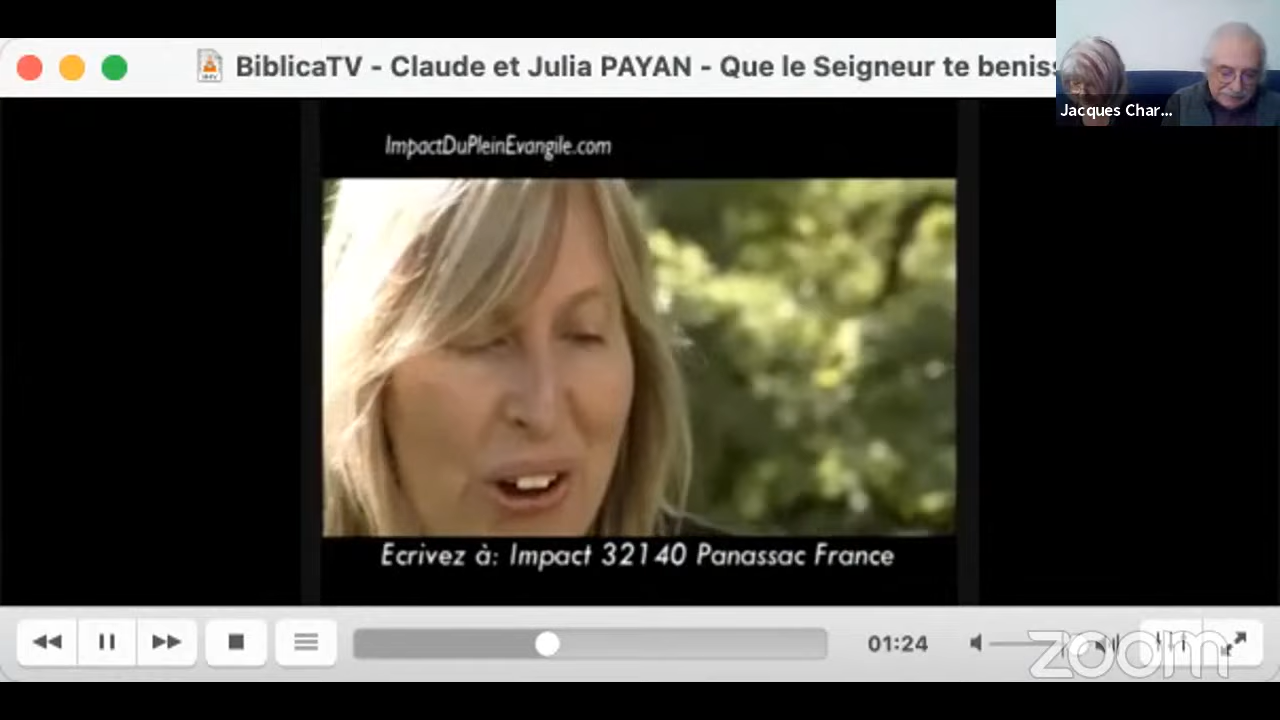 BiblicaTV - Claude et Julia PAYAN - Que le Seigneur te beniss
Jacques Char...
ImpactDuPleinEvangile.com
Ecrivez à: Impact 32140 Panassac France
01:24
zoom